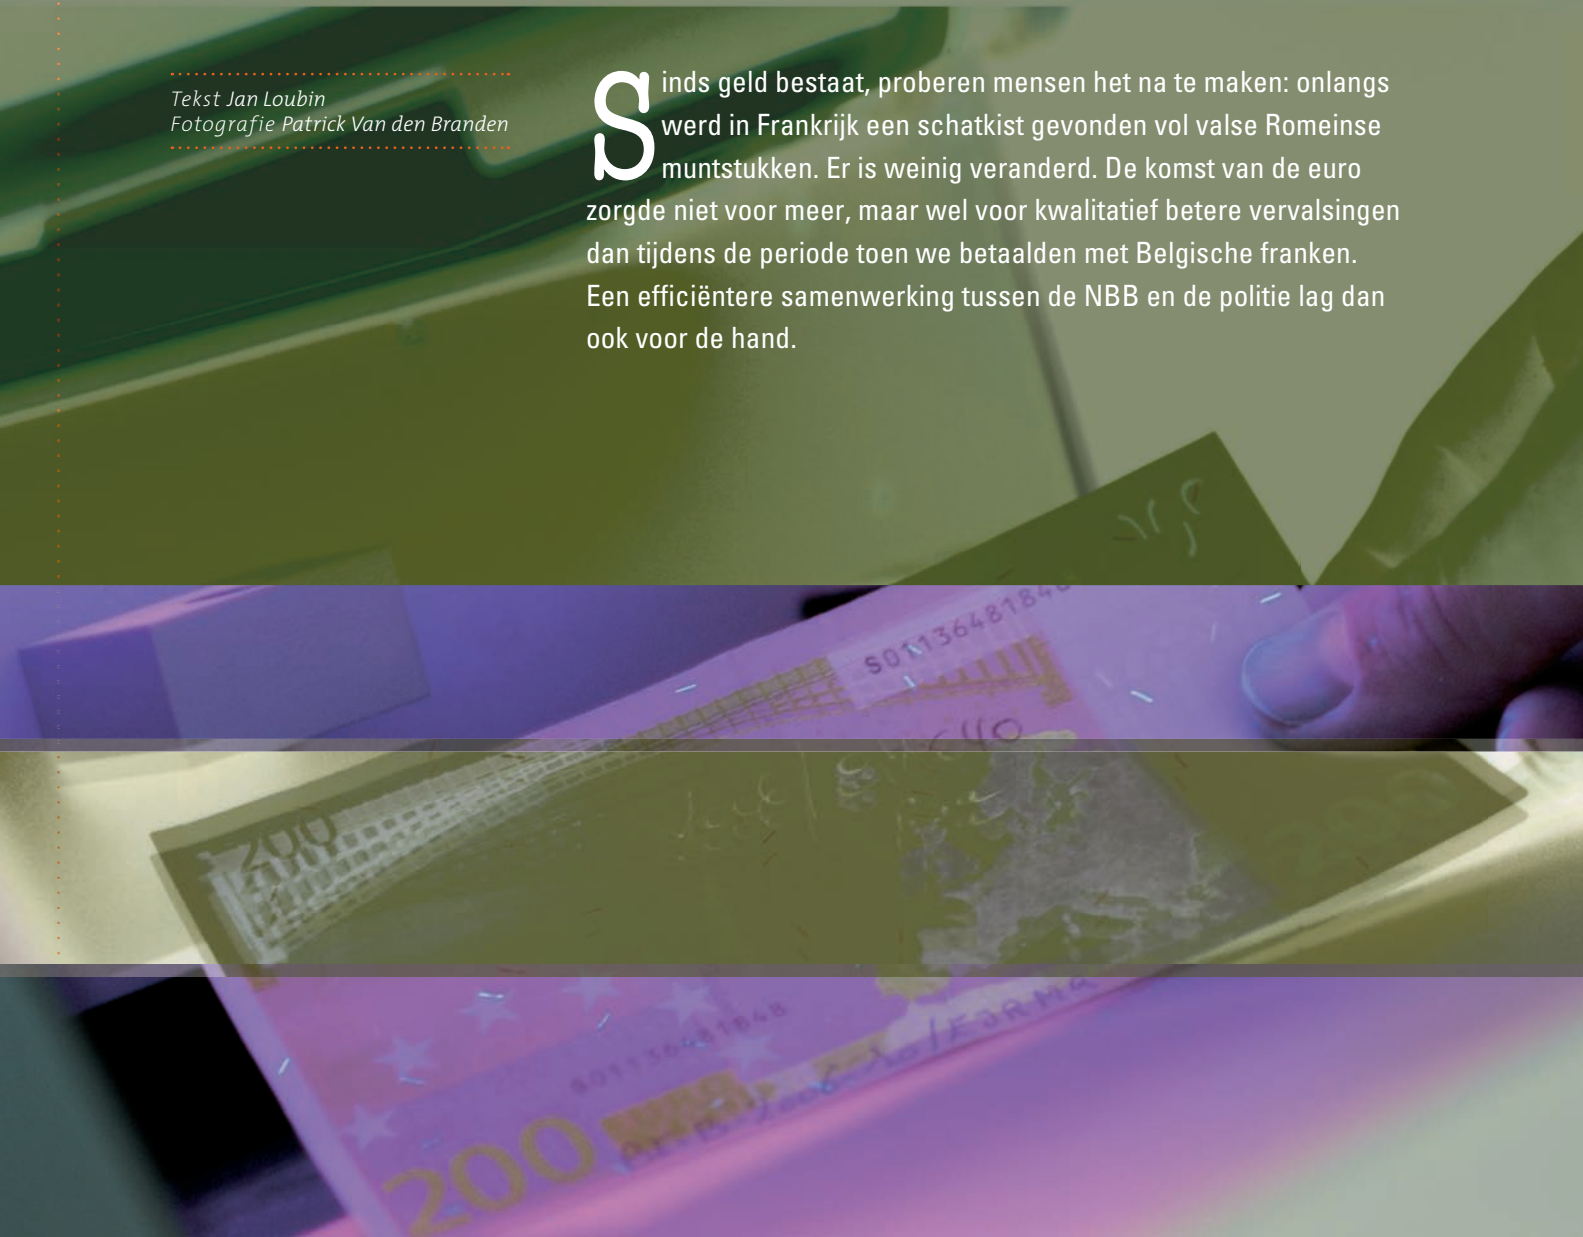 Tekst Jan Loubin
Fotografie Patrick Van den Branden
Sinds geld bestaat, proberen mensen het na te maken: onlangs
werd in Frankrijk een schatkist gevonden vol valse Romeinse
muntstukken. Er is weinig veranderd. De komst van de euro
zorgde niet voor meer, maar wel voor kwalitatief betere vervalsingen
dan tijdens de periode toen we betaalden met Belgische franken.
Een efficiëntere samenwerking tussen de NBB en de politie lag dan
ook voor de hand.
S01136481848
200
200
S01136481848
200